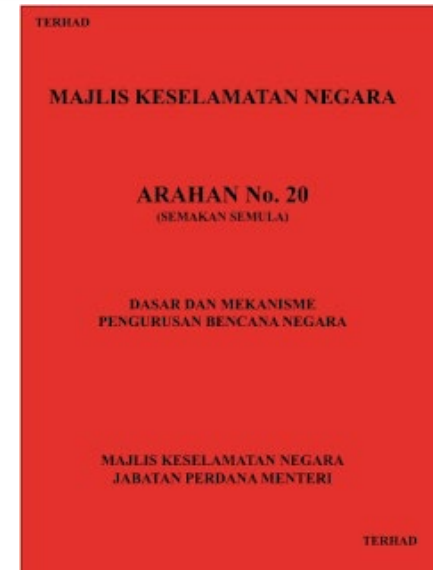 TERHAD
MAJLIS KESELAMATAN NEGARA
ARAHAN No. 20
(SEMAKAN SEMULA)
DASAR DAN MEKANISME
PENGURUSAN BENCANA NEGARA
MAJLIS KESELAMATAN NEGARA
JABATAN PERDANA MENTERI
TERHAD